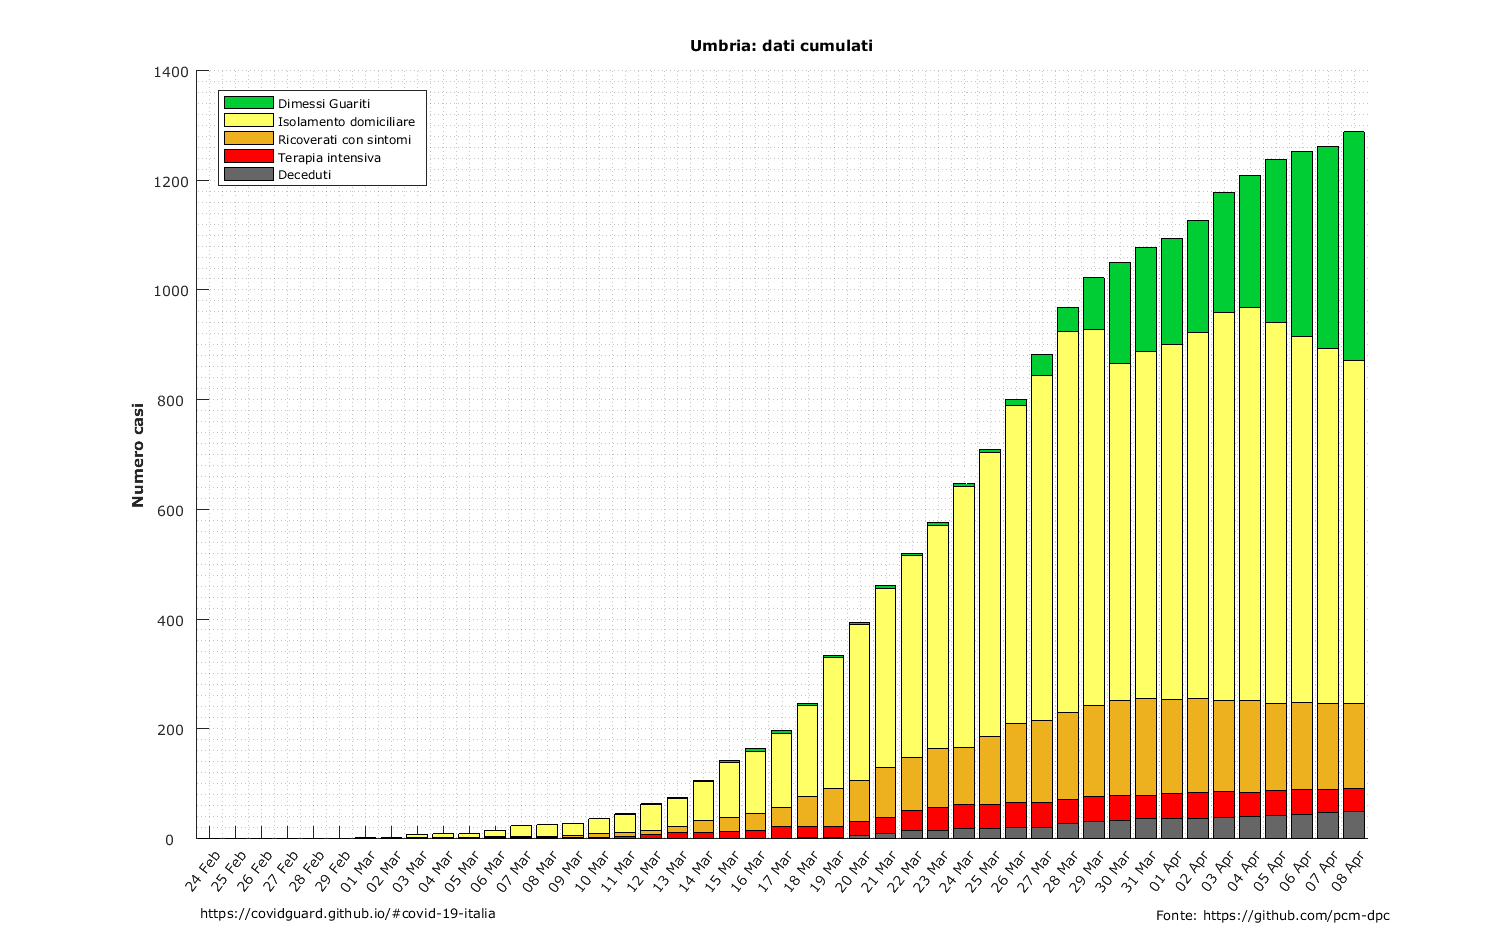 Umbria: dati cumulati
1400
1200
1000
800
600
400
200
0
Numero casi
Dimessi Guariti
Isolamento domiciliare
Ricoverati con sintomi
Terapia intensiva
Deceduti
24 Feb
25 Feb
26 Feb
27 Feb
28 Feb
29 Feb
01 Mar
02 Mar
03 Mar
04 Mar
05 Mar
06 Mar
07 Mar
08 Mar
09 Mar
10 Mar
11 Mar
12 Mar
13 Mar
14 Mar
15 Mar
16 Mar
17 Mar
18 Mar
19 Mar
20 Mar
21 Mar
22 Mar
23 Mar
24 Mar
25 Mar
26 Mar
27 Mar
28 Mar
29 Mar
30 Mar
31 Mar
01 Apr
02 Apr
03 Apr
04 Apr
05 Apr
06 Apr
07 Apr
08 Apr
https://covidguard.github.io/#covid-19-italia
Fonte: https://github.com/pcm-dpc